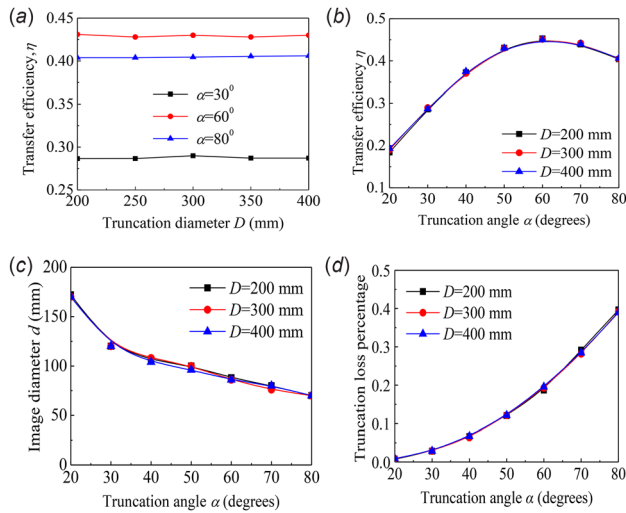 (a)
Transfer efficiency, η
0.45
0.40
0.35
0.30
0.25
α=30⁰
α=60⁰
α=80⁰
200 250 300 350 400
Truncation diameter D (mm)
(b)
Transfer efficiency η
0.5
0.4
0.3
0.2
0.1
D=200 mm
D=300 mm
D=400 mm
20 30 40 50 60 70 80
Truncation angle α (degrees)
(c)
Image diameter d (mm)
200
150
100
50
0
D=200 mm
D=300 mm
D=400 mm
20 30 40 50 60 70 80
Truncation angle α (degrees)
(d)
Truncation loss percentage
0.5
0.4
0.3
0.2
0.1
0.0
D=200 mm
D=300 mm
D=400 mm
20 30 40 50 60 70 80
Truncation angle α (degrees)